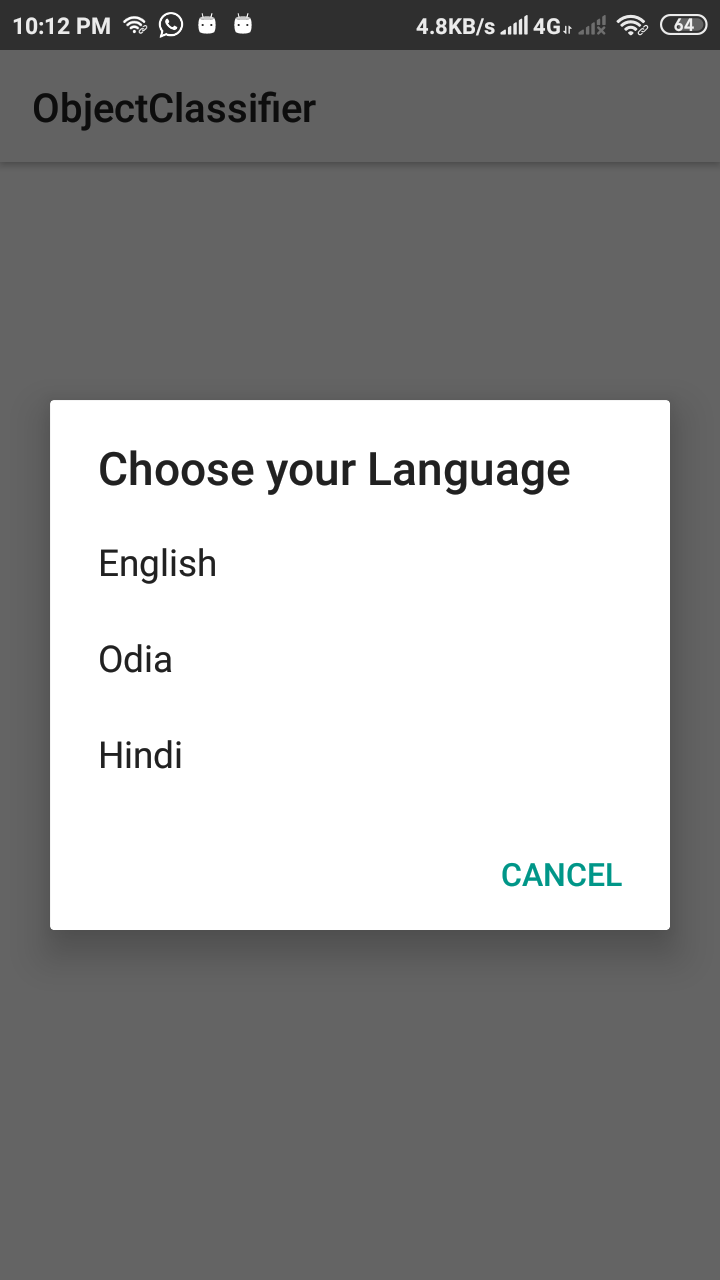 10:12 PM 4.8KB/s 4G 64
ObjectClassifier
Choose your Language
English
Odia
Hindi
CANCEL